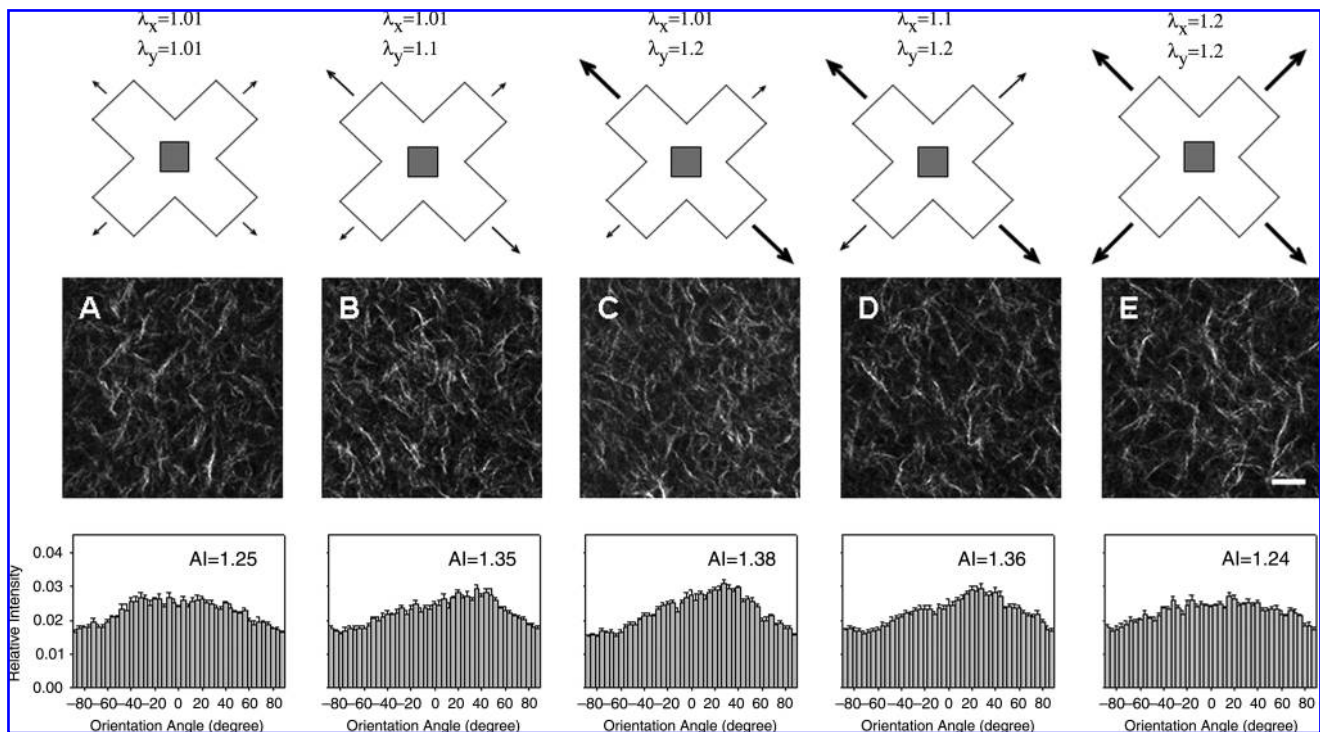 λx=1.01 λx=1.01 λx=1.01 λx=1.1 λx=1.2
λy=1.01 λy=1.1 λy=1.2 λy=1.2 λy=1.2
A B C D E
AI=1.25 AI=1.35 AI=1.38 AI=1.36 AI=1.24
0.04
0.03
0.02
0.01
0.00
Relative Intensity
−80 −60 −40 −20 0 20 40 60 80 −80 −60 −40 −20 0 20 40 60 80 −80 −60 −40 −20 0 20 40 60 80 −80 −60 −40 −20 0 20 40 60 80 −80 −60 −40 −20 0 20 40 60 80
Orientation Angle (degree) Orientation Angle (degree) Orientation Angle (degree) Orientation Angle (degree) Orientation Angle (degree)